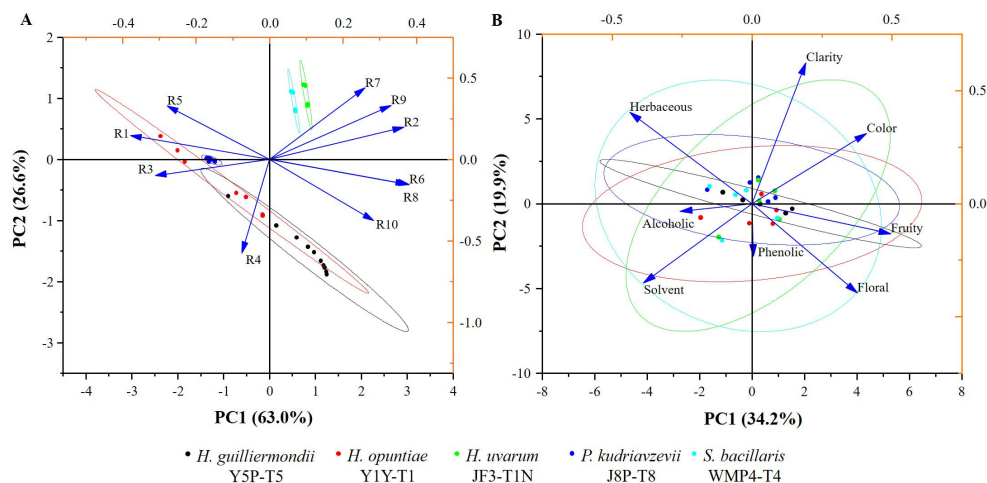 A
-0.4 -0.2 0.0 0.2 0.4
2
1
0
-1
-2
-3
PC2 (26.6%)
R7
R5
R9
R2
R1
R3
R6
R8
R10
R4
0.5
0.0
-0.5
-1.0
-4 -3 -2 -1 0 1 2 3 4
PC1 (63.0%)
B
-0.5 0.0 0.5
10
5
0
-5
-10
PC2 (19.9%)
Clarity
Herbaceous
Color
Alcoholic
Fruity
Phenolic
Solvent
Floral
0.5
0.0
-8 -6 -4 -2 0 2 4 6 8
PC1 (34.2%)
H. guilliermondii H. opuntiae H. uvarum P. kudriavzevii S. bacillaris
Y5P-T5 Y1Y-T1 JF3-T1N J8P-T8 WMP4-T4